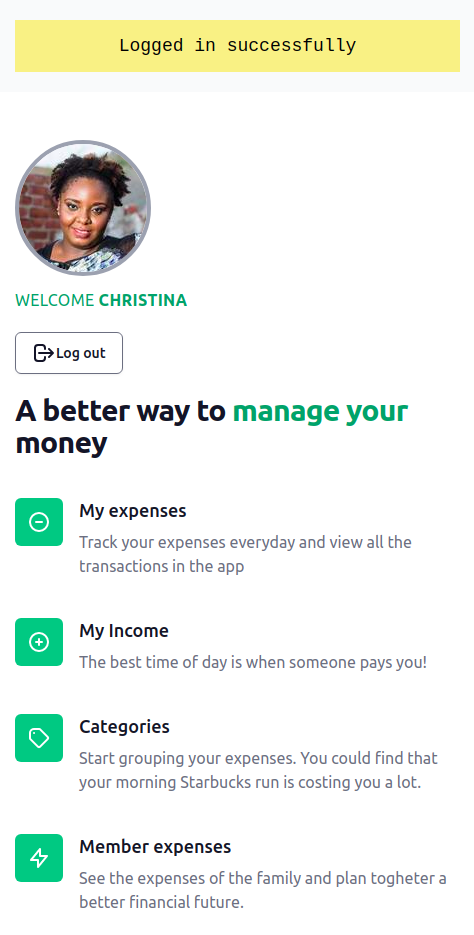 Logged in successfully
WELCOME CHRISTINA
Log out
A better way to manage your
money
My expenses
Track your expenses everyday and view all the
transactions in the app
My Income
The best time of day is when someone pays you!
Categories
Start grouping your expenses. You could find that
your morning Starbucks run is costing you a lot.
Member expenses
See the expenses of the family and plan togheter a
better financial future.